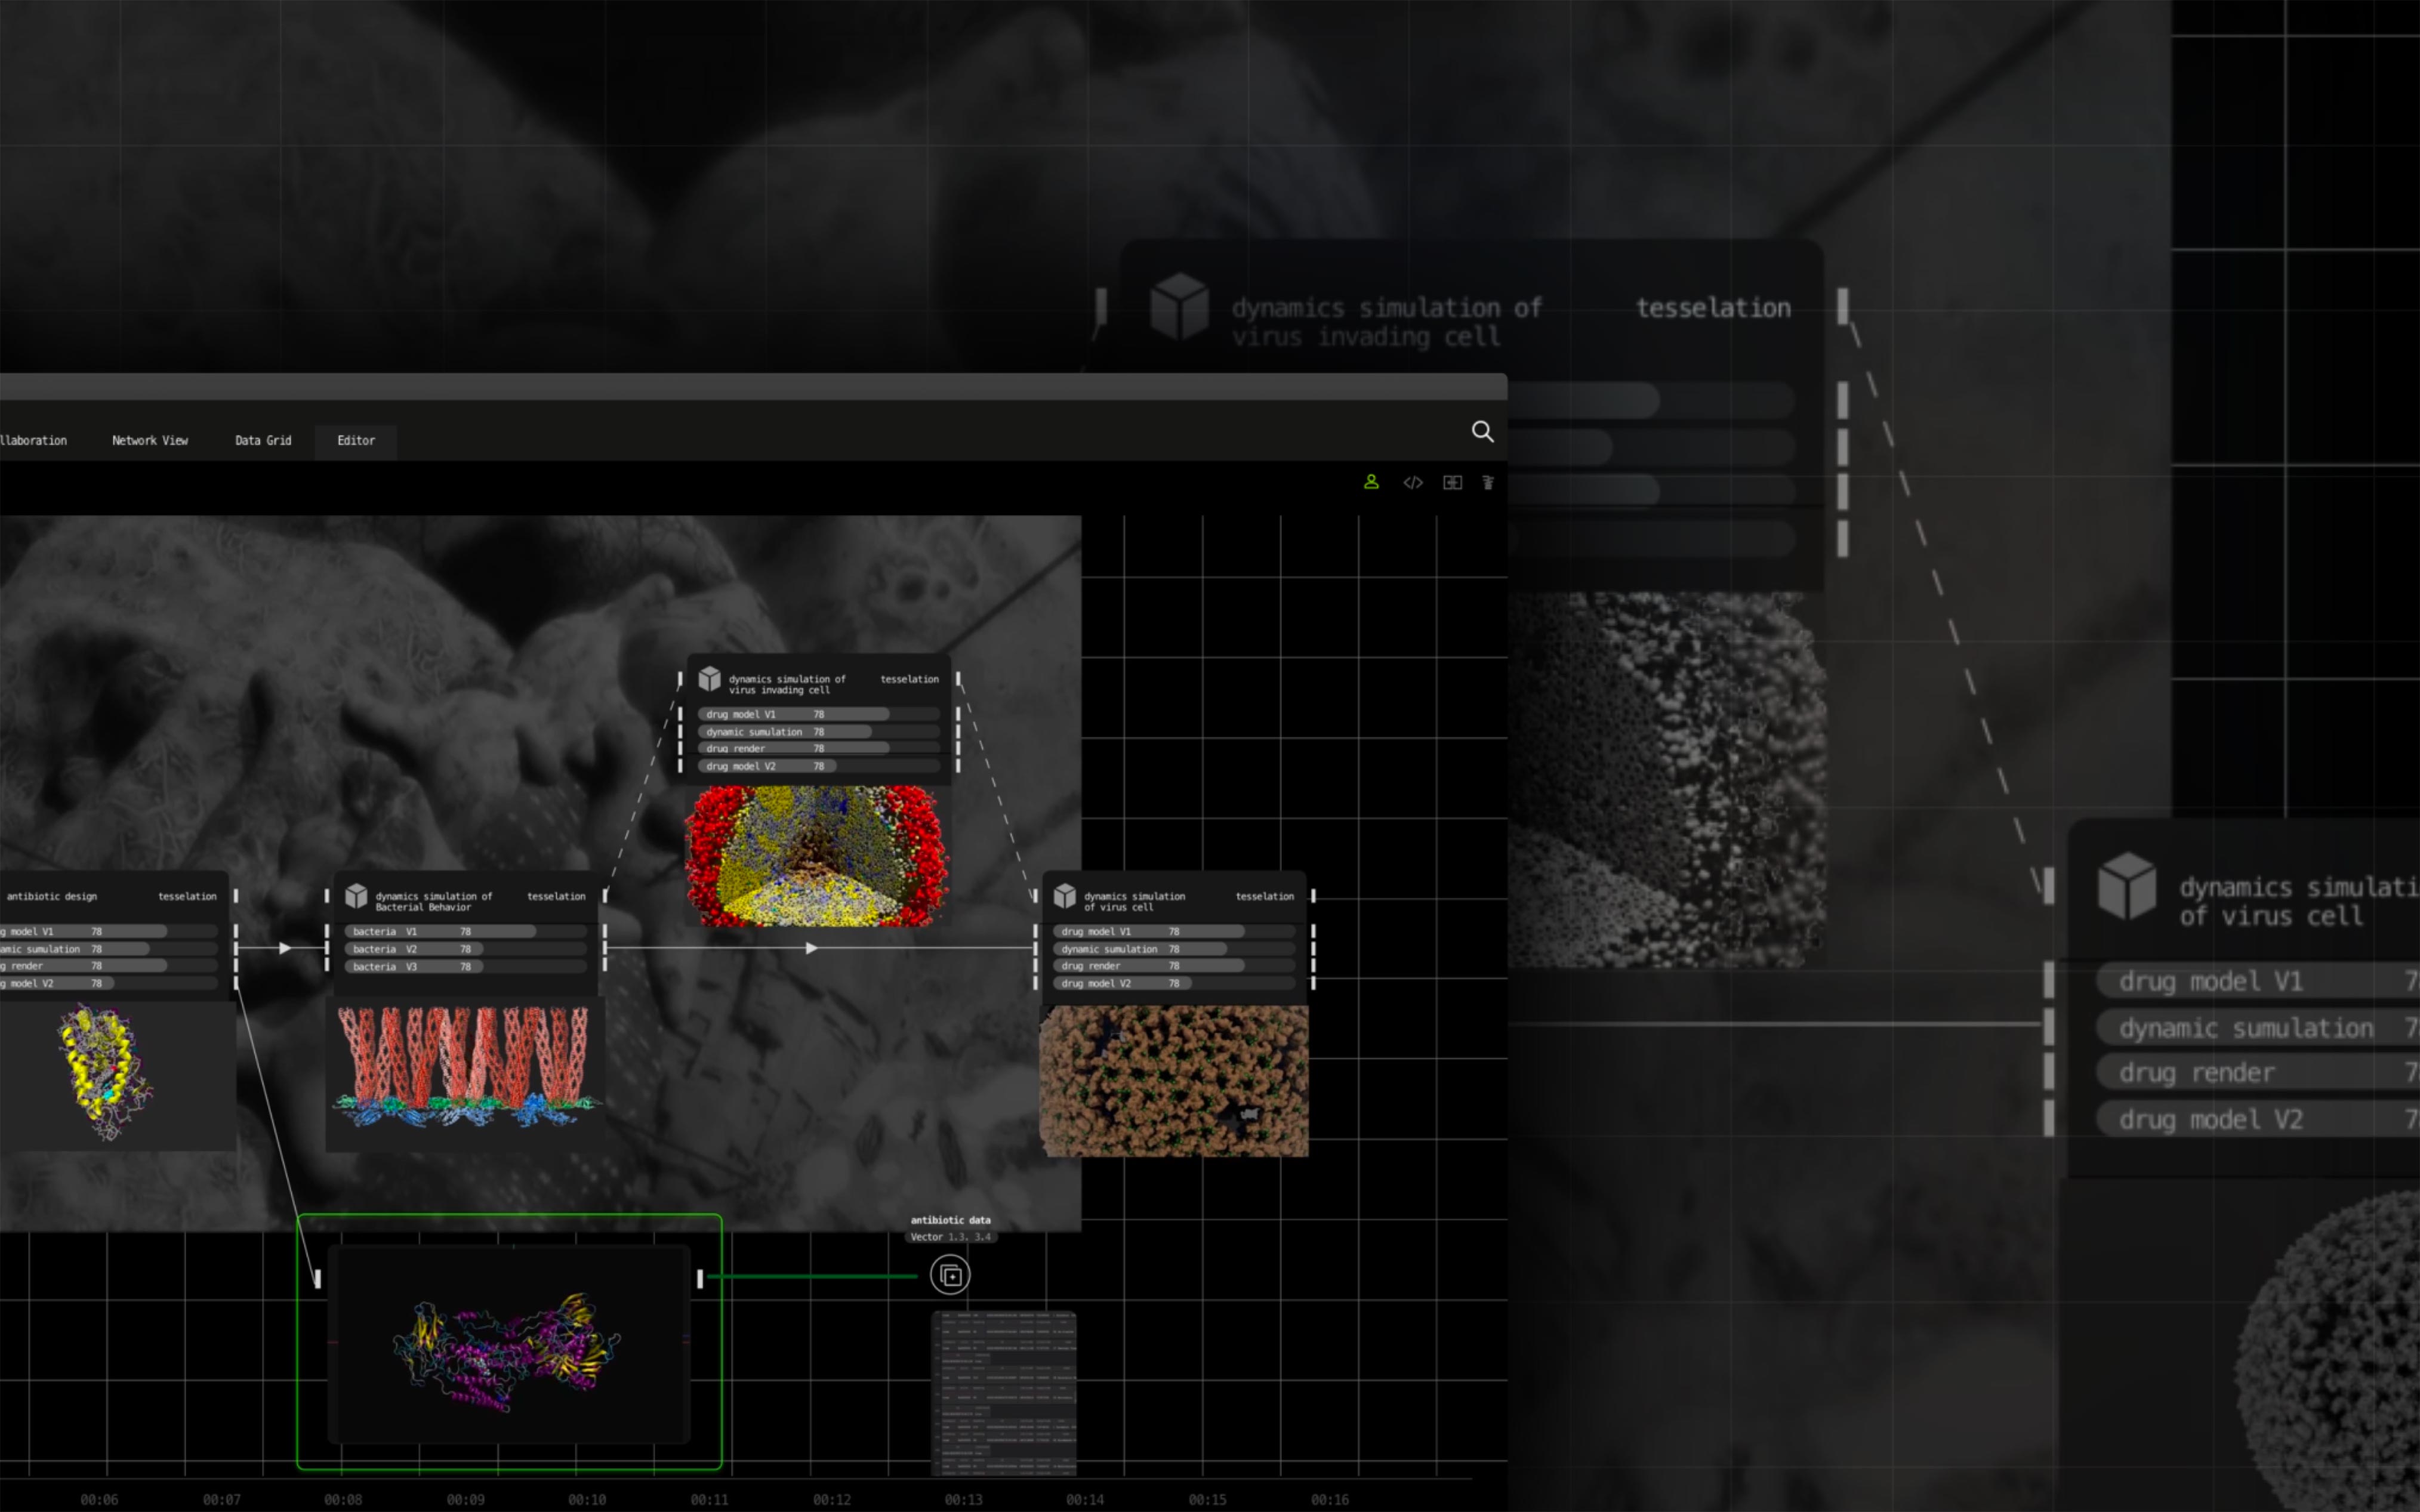 dynamics simulation of
virus invading cell
tesselation
llaboration
Network View
Data Grid
Editor
dynamics simulation of
virus invading cell
tesselation
drug model V1 78
dynamic sumulation 78
drug render 78
drug model V2 78
antibiotic design
tesselation
g model V1 78
amic sumulation 78
g render 78
g model V2 78
dynamics simulation of
Bacterial Behavior
tesselation
bacteria V1 78
bacteria V2 78
bacteria V3 78
dynamics simulation
of virus cell
tesselation
drug model V1 78
dynamic sumulation 78
drug render 78
drug model V2 78
dynamics simulati
of virus cell
drug model V1 7
dynamic sumulation 7
drug render 7
drug model V2 7
antibiotic data
Vector 1.3. 3.4
00:06 00:07 00:08 00:09 00:10 00:11 00:12 00:13 00:14 00:15 00:16